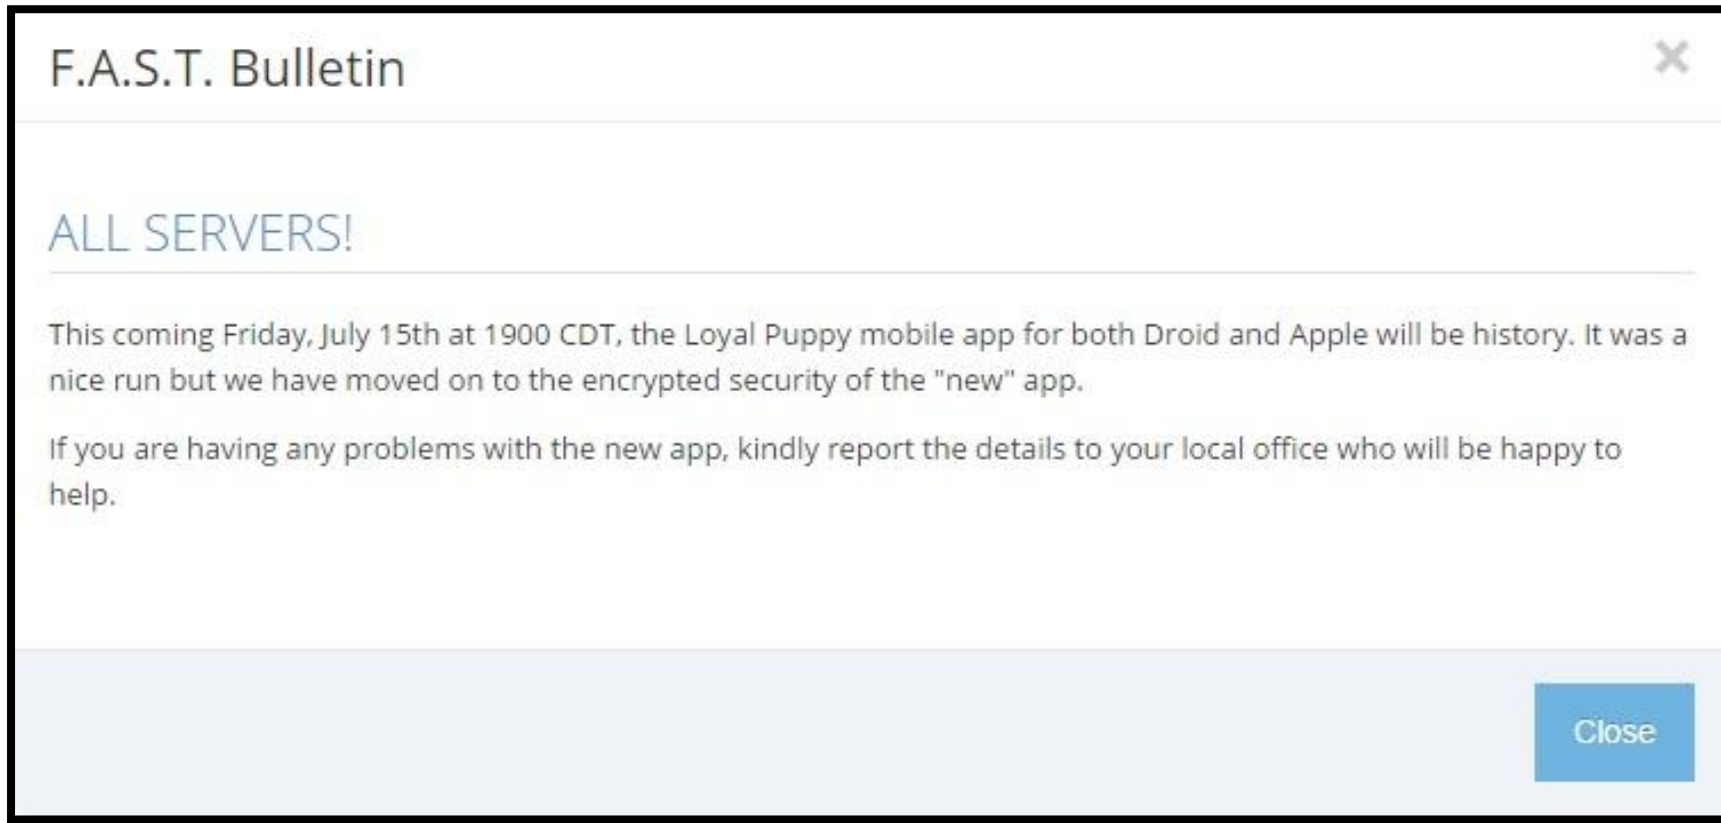 F.A.S.T. Bulletin
ALL SERVERS!
This coming Friday, July 15th at 1900 CDT, the Loyal Puppy mobile app for both Droid and Apple will be history. It was a
nice run but we have moved on to the encrypted security of the "new" app.
If you are having any problems with the new app, kindly report the details to your local office who will be happy to
help.
Close